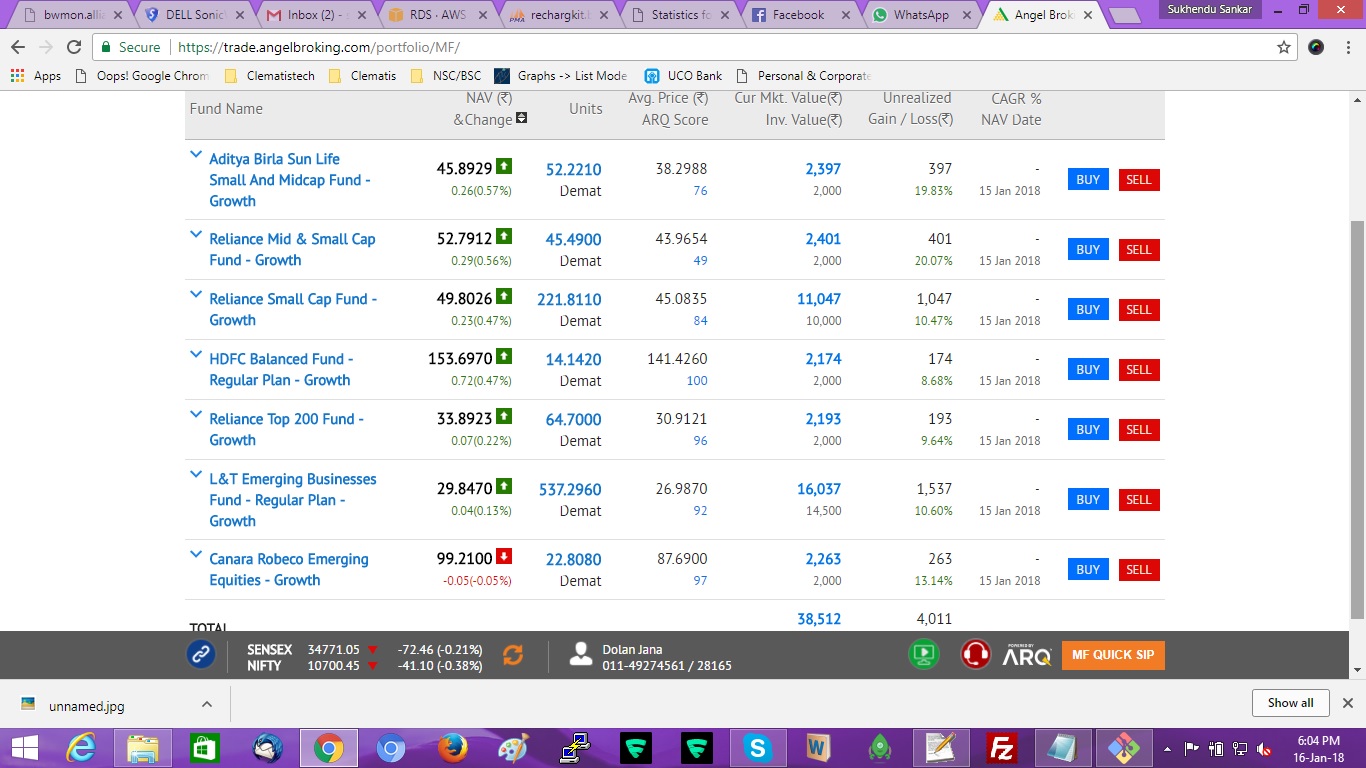 bwmon.alli
DELL SonicW
Inbox (2) - s
RDS · AWS
rechargkit.l
Statistics fo
Facebook
WhatsApp
Angel Brok
Sukhendu Sankar
Secure
https://trade.angelbroking.com/portfolio/MF/
Apps
Oops! Google Chrom
Clematistech
Clematis
NSC/BSC
Graphs -> List Mode
UCO Bank
Personal & Corporate
Fund Name
NAV (₹)
&Change
Units
Avg. Price (₹)
ARQ Score
Cur Mkt. Value(₹)
Inv. Value(₹)
Unrealized
Gain / Loss(₹)
CAGR %
NAV Date
Aditya Birla Sun Life
Small And Midcap Fund -
Growth
45.8929
0.26(0.57%)
52.2210
Demat
38.2988
76
2,397
2,000
397
19.83%
-
15 Jan 2018
BUY
SELL
Reliance Mid & Small Cap
Fund - Growth
52.7912
0.29(0.56%)
45.4900
Demat
43.9654
49
2,401
2,000
401
20.07%
-
15 Jan 2018
BUY
SELL
Reliance Small Cap Fund -
Growth
49.8026
0.23(0.47%)
221.8110
Demat
45.0835
84
11,047
10,000
1,047
10.47%
-
15 Jan 2018
BUY
SELL
HDFC Balanced Fund -
Regular Plan - Growth
153.6970
0.72(0.47%)
14.1420
Demat
141.4260
100
2,174
2,000
174
8.68%
-
15 Jan 2018
BUY
SELL
Reliance Top 200 Fund -
Growth
33.8923
0.07(0.22%)
64.7000
Demat
30.9121
96
2,193
2,000
193
9.64%
-
15 Jan 2018
BUY
SELL
L&T Emerging Businesses
Fund - Regular Plan -
Growth
29.8470
0.04(0.13%)
537.2960
Demat
26.9870
92
16,037
14,500
1,537
10.60%
-
15 Jan 2018
BUY
SELL
Canara Robeco Emerging
Equities - Growth
99.2100
-0.05(-0.05%)
22.8080
Demat
87.6900
97
2,263
2,000
263
13.14%
-
15 Jan 2018
BUY
SELL
TOTAL
38,512
4,011
SENSEX 34771.05 -72.46 (-0.21%)
NIFTY 10700.45 -41.10 (-0.38%)
Dolan Jana
011-49274561 / 28165
POWERED BY
ARQ
MF QUICK SIP
unnamed.jpg
Show all
6:04 PM
16-Jan-18